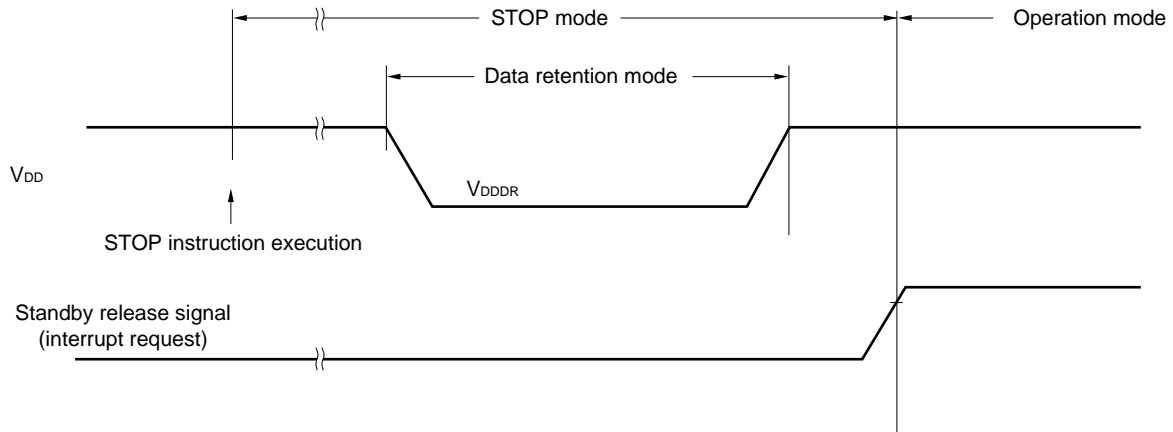 STOP mode
Operation mode
Data retention mode
VDD
VDDDR
STOP instruction execution
Standby release signal
(interrupt request)